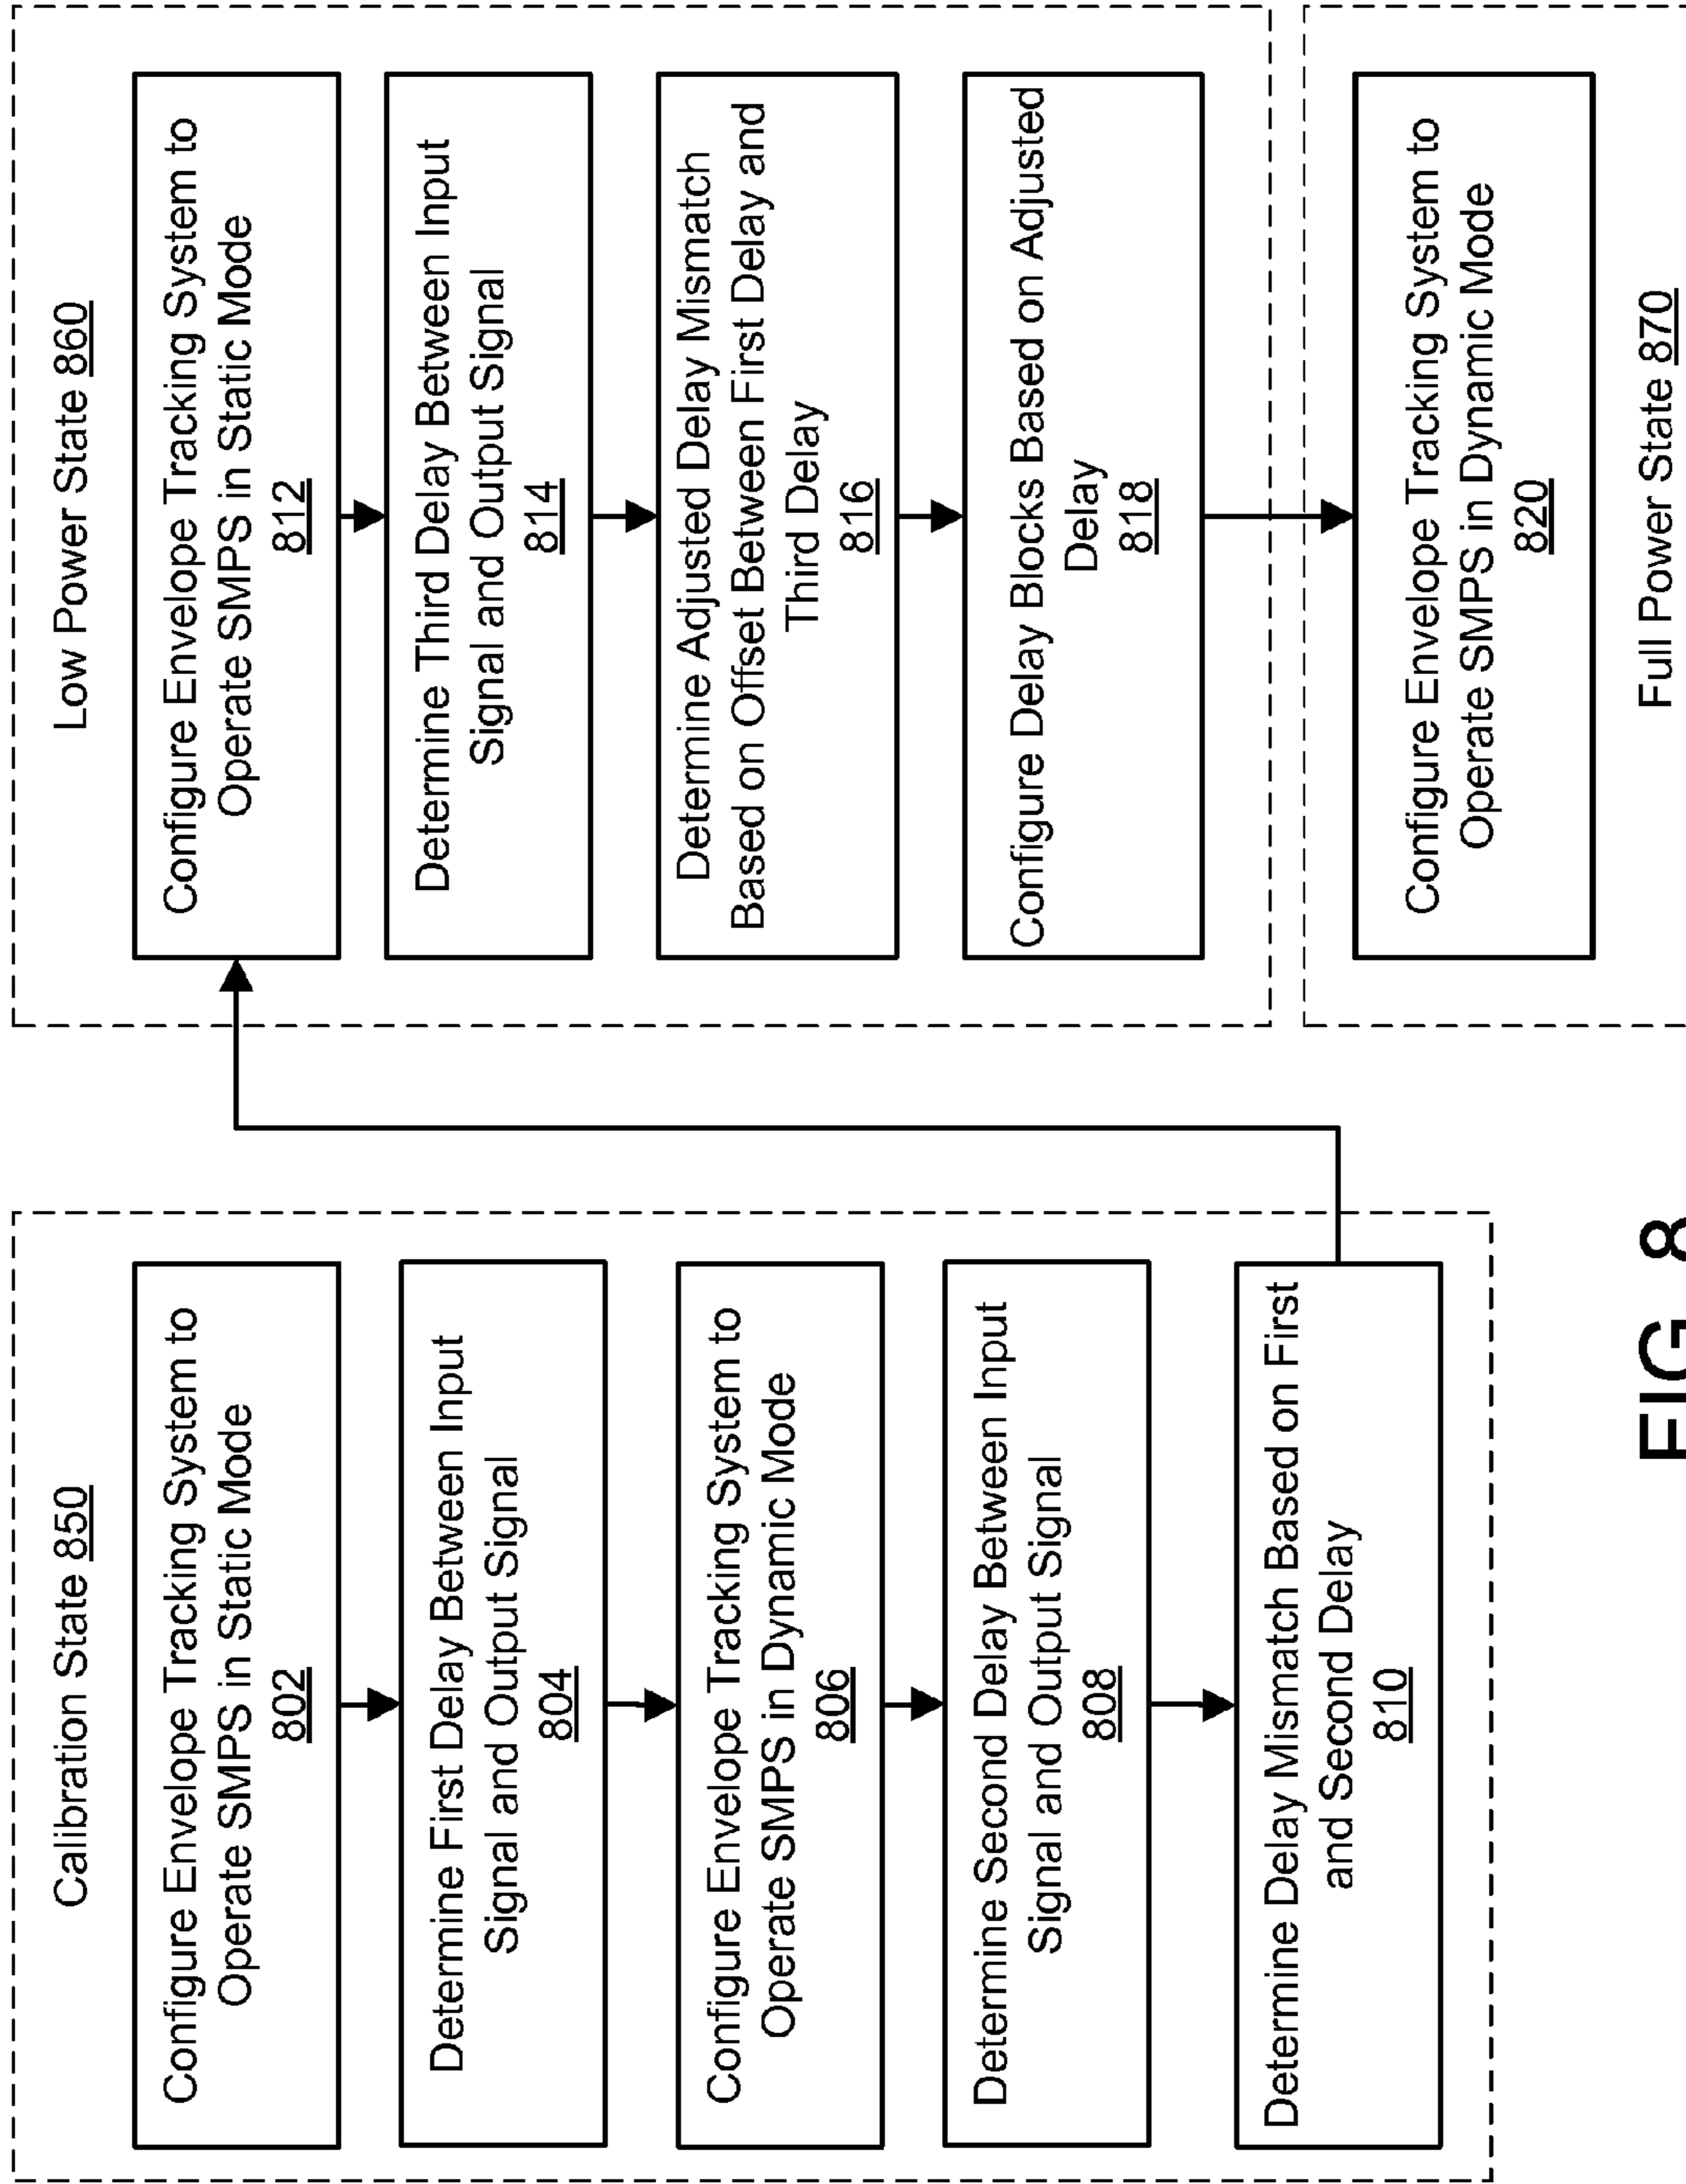 Calibration State 850
Configure Envelope Tracking System to
Operate SMPS in Static Mode
802
Determine First Delay Between Input
Signal and Output Signal
804
Configure Envelope Tracking System to
Operate SMPS in Dynamic Mode
806
Determine Second Delay Between Input
Signal and Output Signal
808
Determine Delay Mismatch Based on First
and Second Delay
810
Low Power State 860
Configure Envelope Tracking System to
Operate SMPS in Static Mode
812
Determine Third Delay Between Input
Signal and Output Signal
814
Determine Adjusted Delay Mismatch
Based on Offset Between First Delay and
Third Delay
816
Configure Delay Blocks Based on Adjusted
Delay
818
Configure Envelope Tracking System to
Operate SMPS in Dynamic Mode
820
Full Power State 870
FIG 8